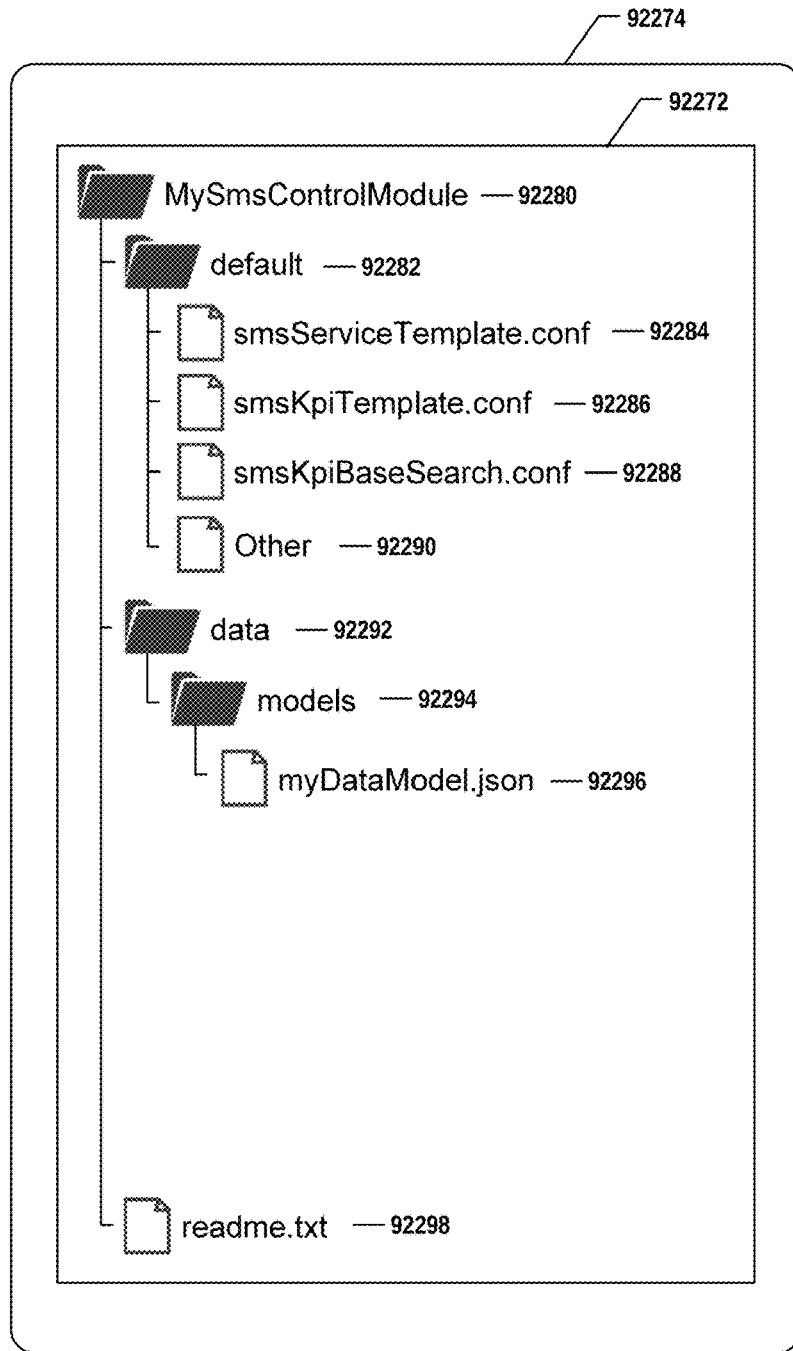 92274
92272
MySmsControlModule 92280
default 92282
smsServiceTemplate.conf 92284
smsKpiTemplate.conf 92286
smsKpiBaseSearch.conf 92288
Other 92290
data 92292
models 92294
myDataModel.json 92296
readme.txt 92298